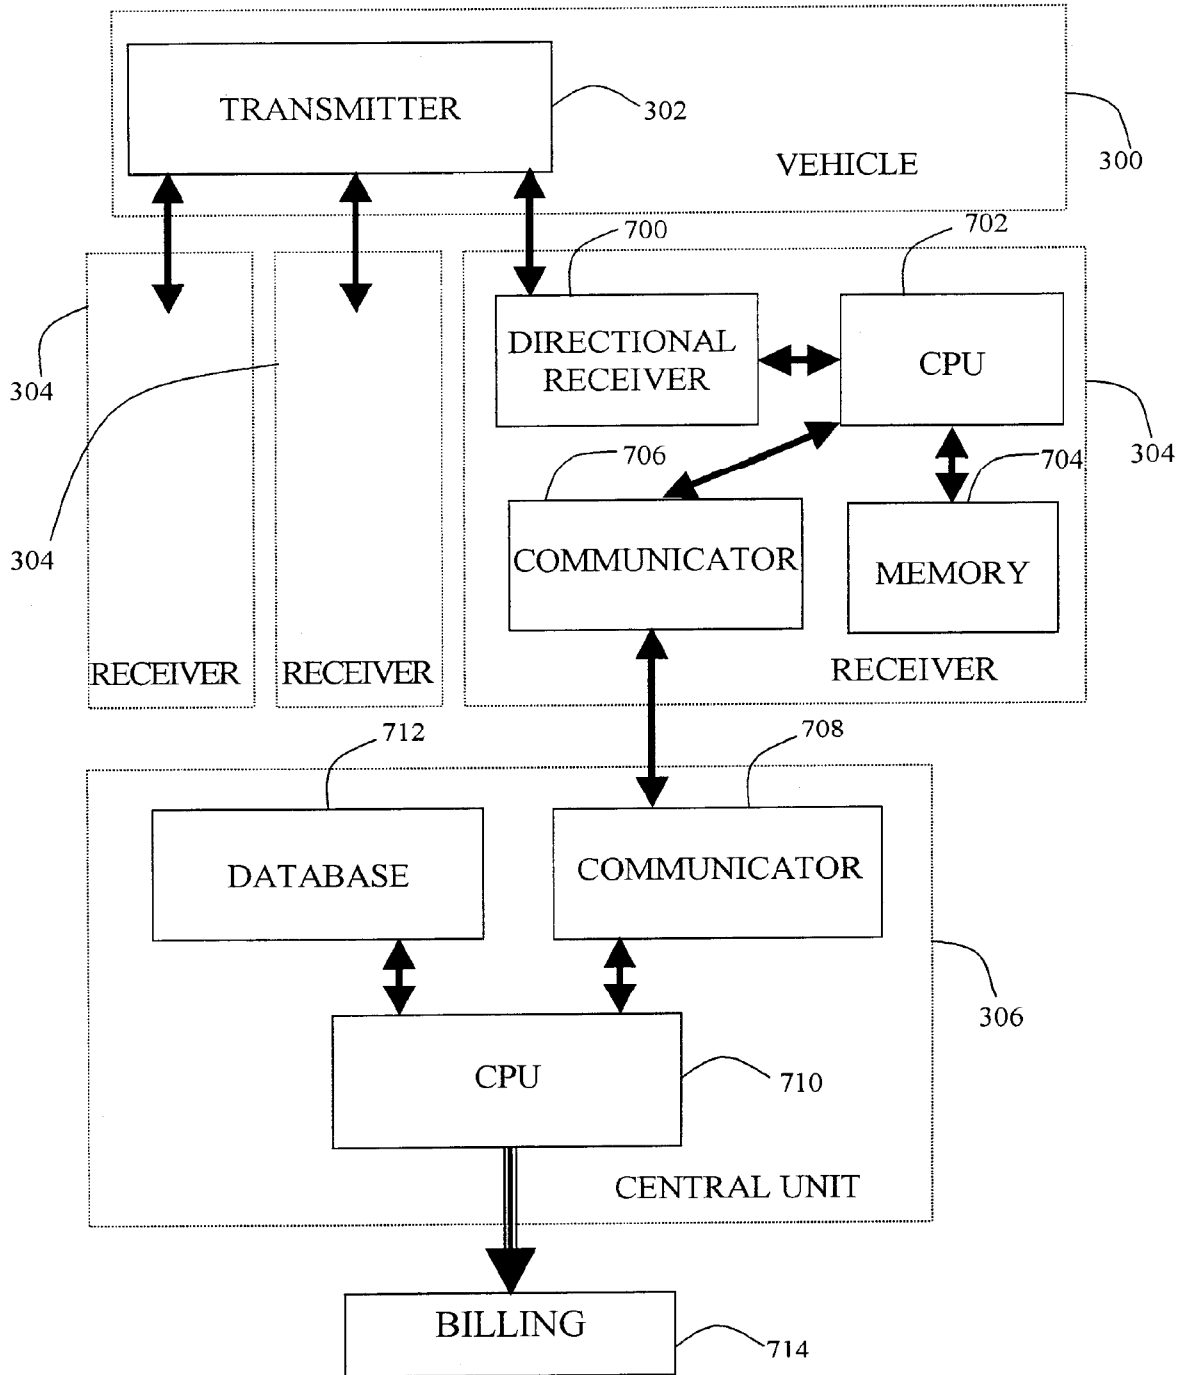 TRANSMITTER
302
VEHICLE
300
700
702
304
DIRECTIONAL
RECEIVER
CPU
304
706
704
304
COMMUNICATOR
MEMORY
RECEIVER
RECEIVER
RECEIVER
712
708
DATABASE
COMMUNICATOR
306
CPU
710
CENTRAL UNIT
BILLING
714